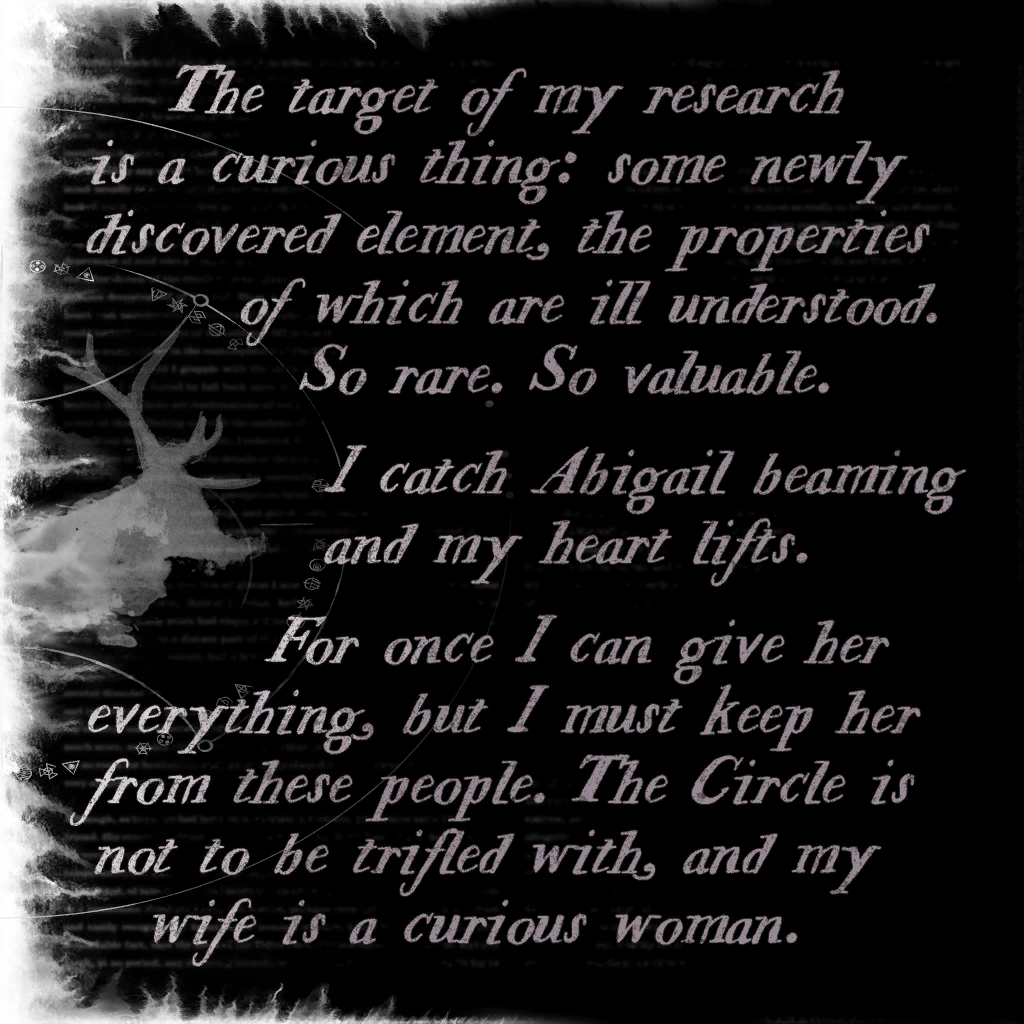 The target of my research
is a curious thing: some newly
discovered element, the properties
of which are ill understood.
So rare. So valuable.
I catch Abigail beaming
and my heart lifts.
For once I can give her
everything, but I must keep her
from these people. The Circle is
not to be trifled with, and my
wife is a curious woman.